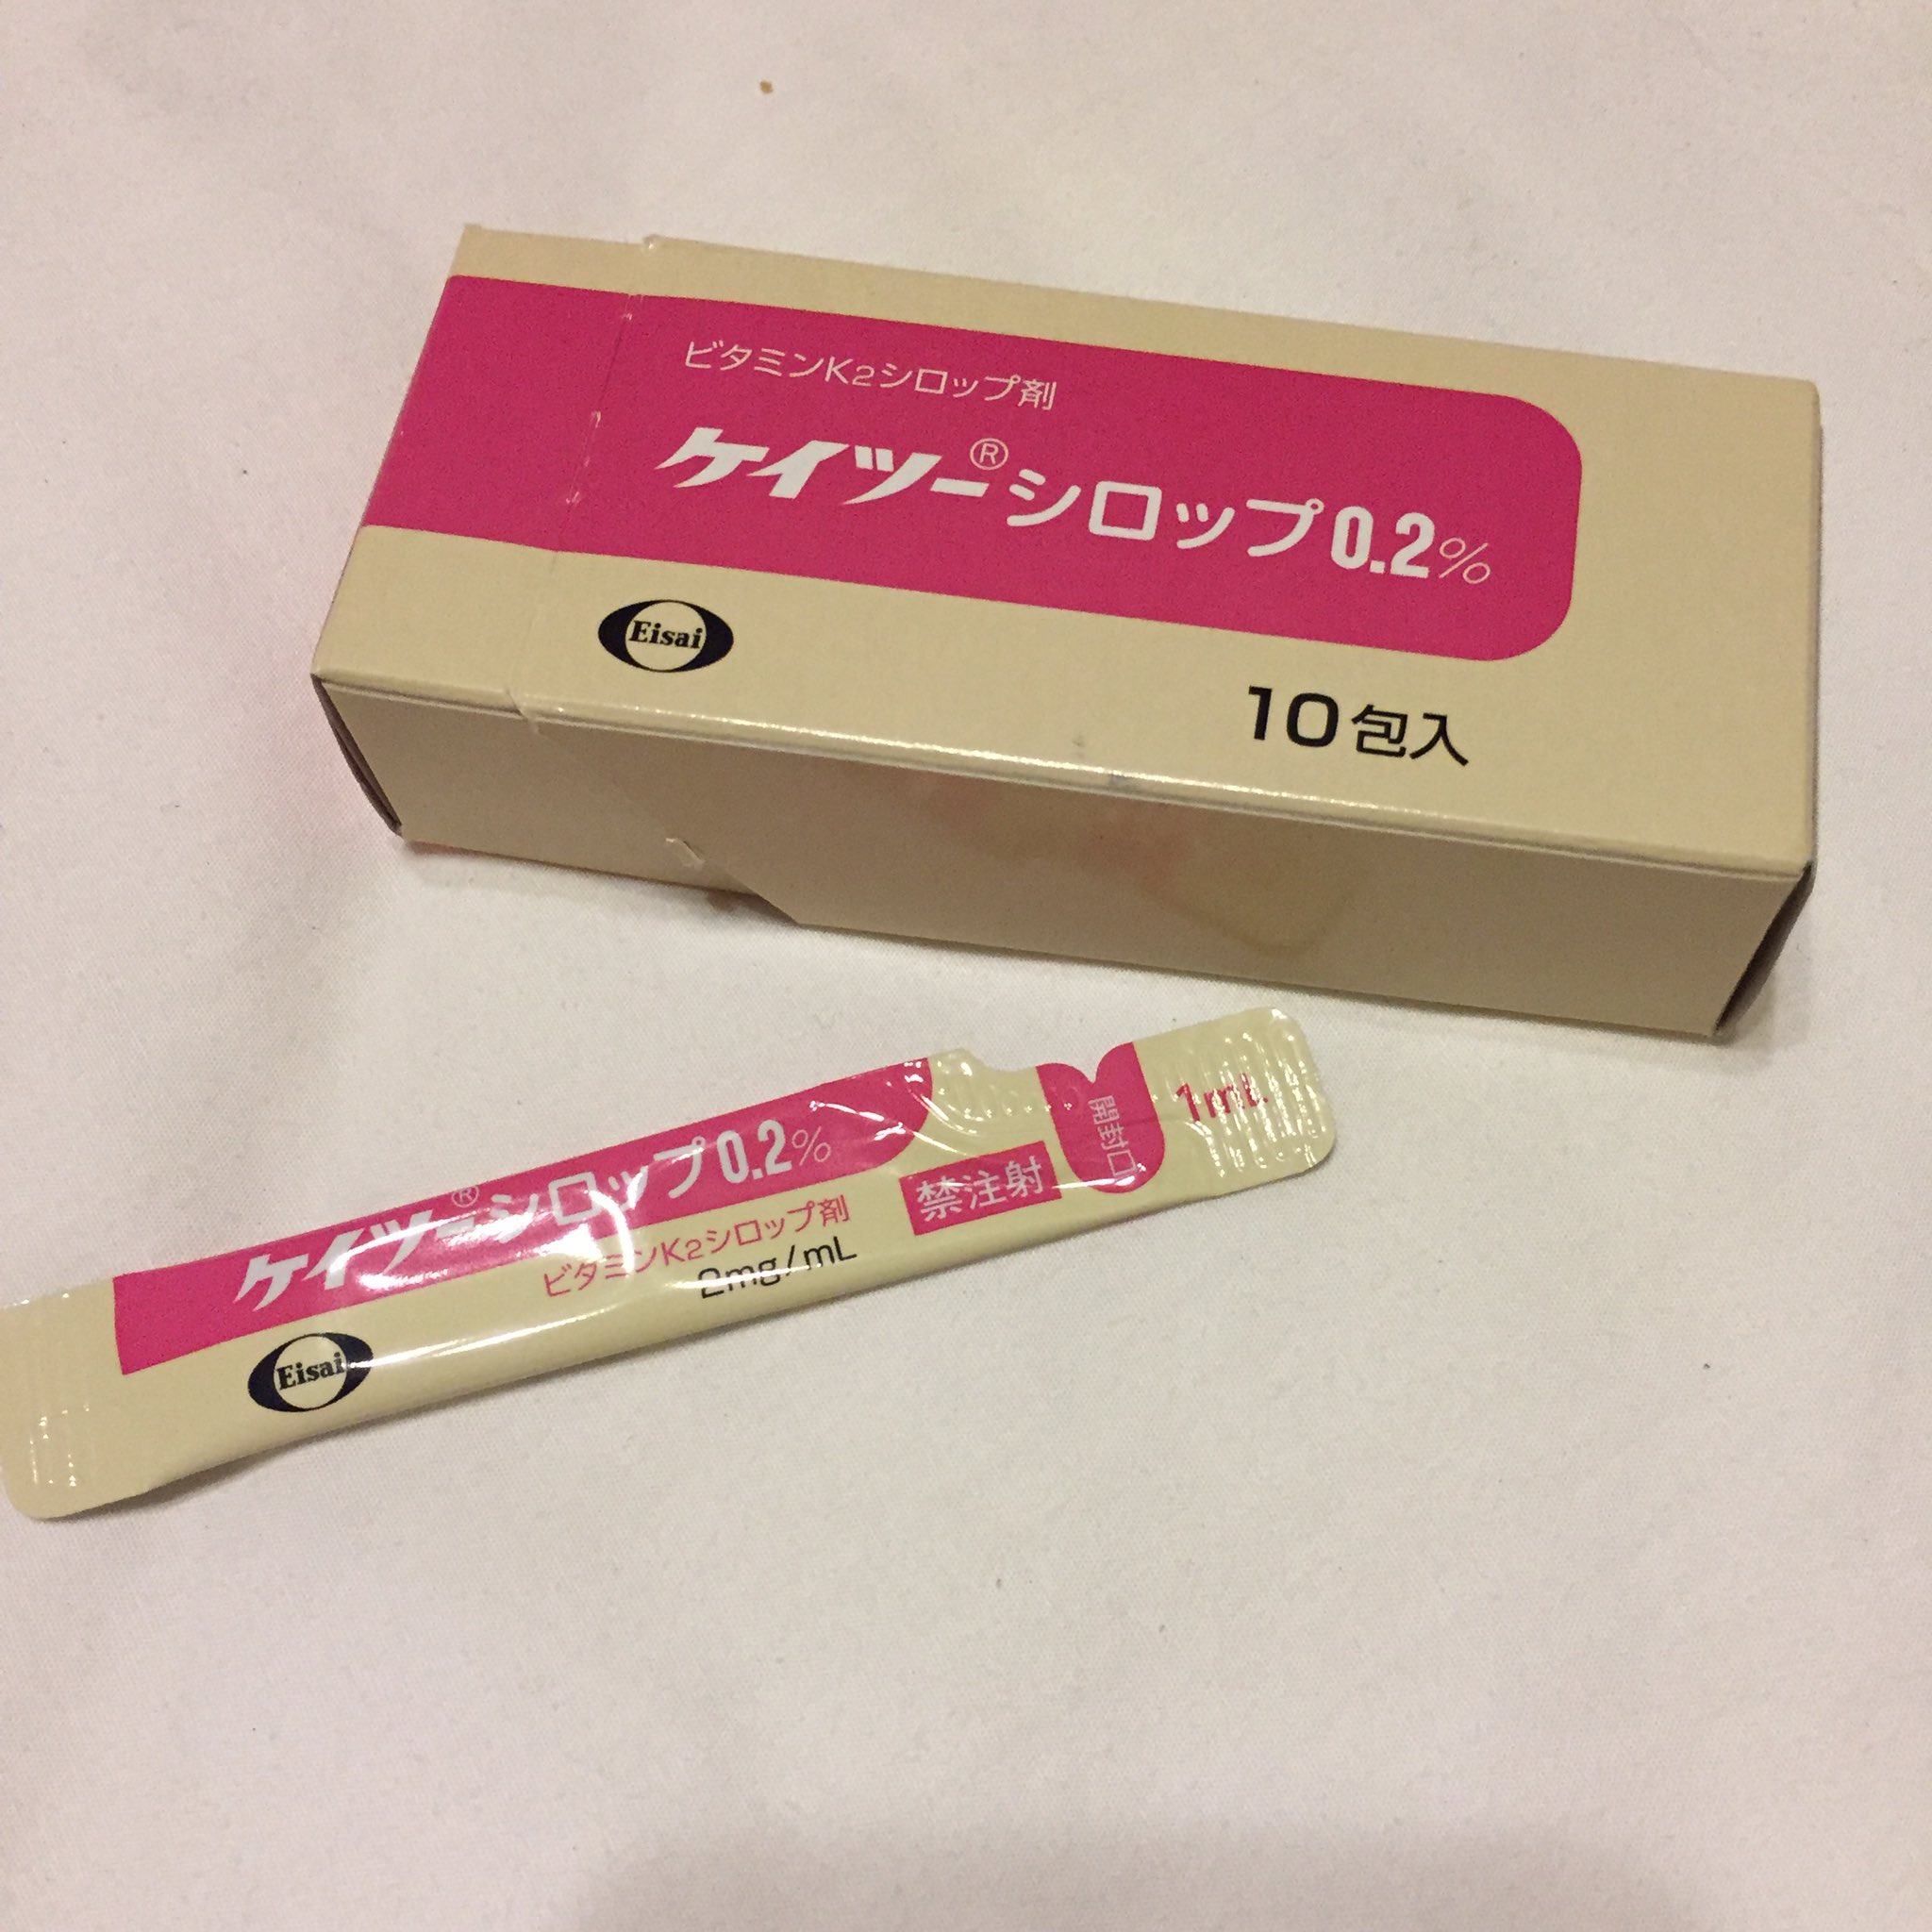 ビタミンK2シロップ剤
ケイツー®シロップ0.2%
Eisai
10包入
ケイツー®シロップ0.2%
ビタミンK2シロップ剤
2mg/mL
禁注射
開封口
1mL
Eisai